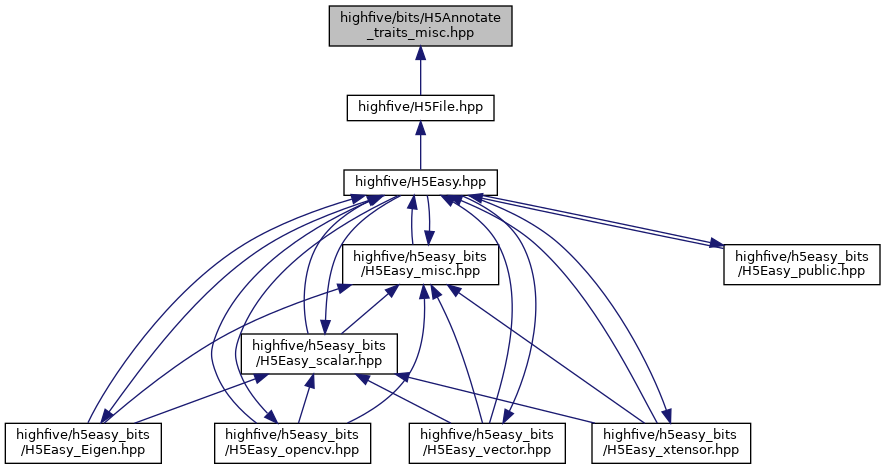 highfive/bits/H5Annotate
_traits_misc.hpp
highfive/H5File.hpp
highfive/H5Easy.hpp
highfive/h5easy_bits
/H5Easy_misc.hpp
highfive/h5easy_bits
/H5Easy_public.hpp
highfive/h5easy_bits
/H5Easy_scalar.hpp
highfive/h5easy_bits
/H5Easy_Eigen.hpp
highfive/h5easy_bits
/H5Easy_opencv.hpp
highfive/h5easy_bits
/H5Easy_vector.hpp
highfive/h5easy_bits
/H5Easy_xtensor.hpp